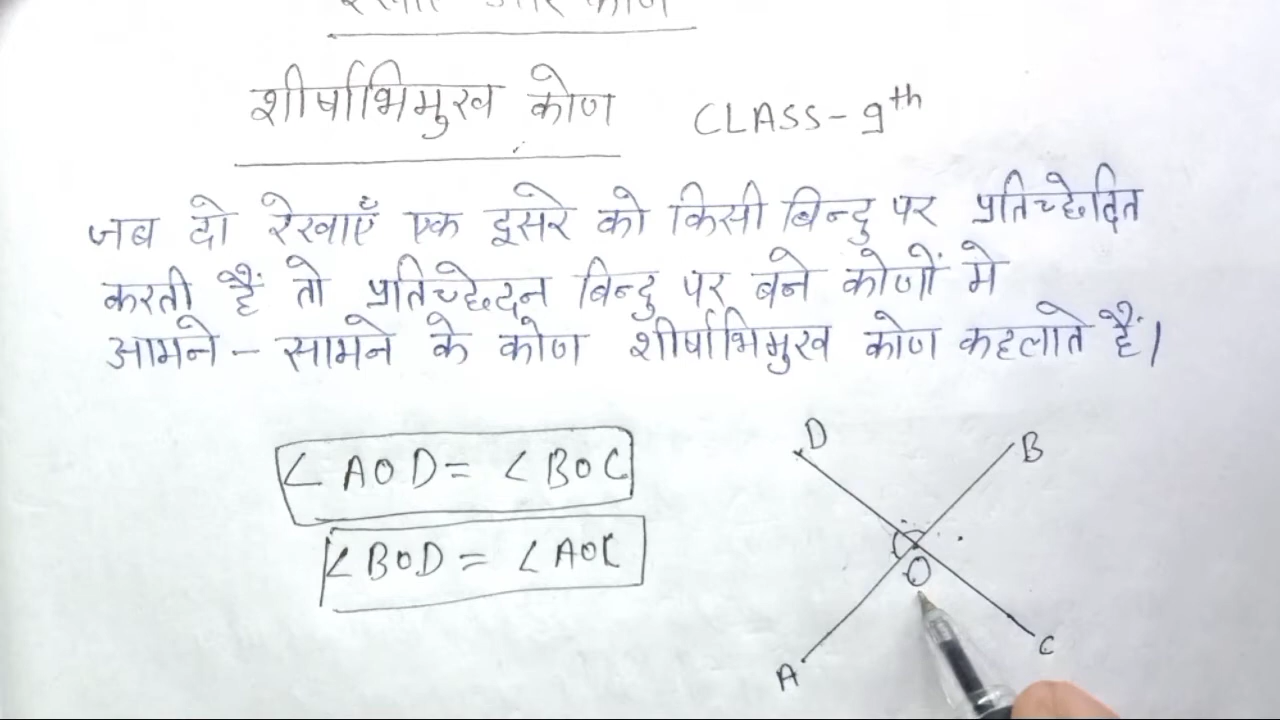 शीर्षाभिमुख कोण CLASS-9th
जब दो रेखाएँ एक दूसरे को किसी बिन्दु पर प्रतिच्छेदित
करती हैं तो प्रतिच्छेदन बिन्दु पर बने कोणों मे
आमने - सामने के कोण शीर्षाभिमुख कोण कहलाते हैं।
∠AOD = ∠BOC
∠BOD = ∠AOC
D
B
O
A
C